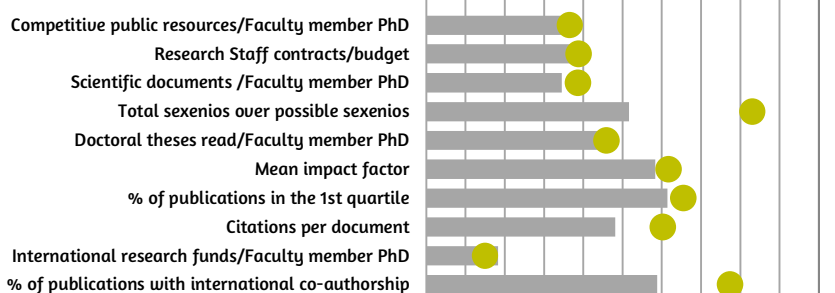 Competitive public resources/Faculty member PhD
Research Staff contracts/budget
Scientific documents /Faculty member PhD
Total sexenios over possible sexenios
Doctoral theses read/Faculty member PhD
Mean impact factor
% of publications in the 1st quartile
Citations per document
International research funds/Faculty member PhD
% of publications with international co-authorship